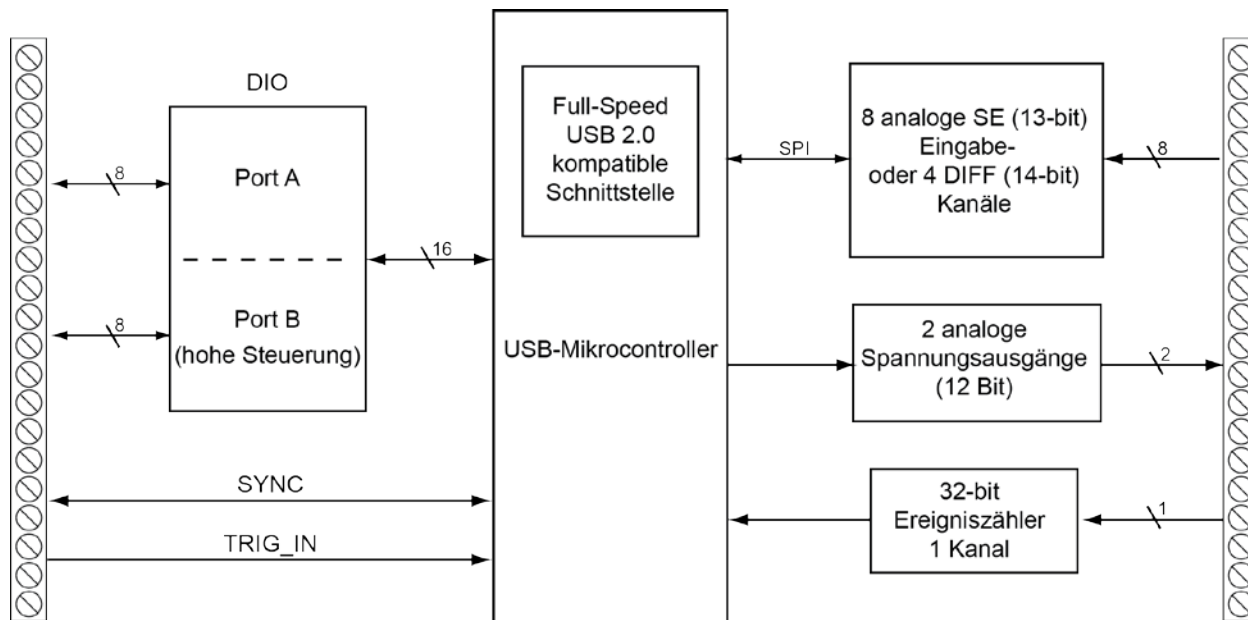 DIO
Port A
Port B
(hohe Steuerung)
8
8
16
SYNC
TRIG_IN
Full-Speed
USB 2.0
kompatible
Schnittstelle
USB-Mikrocontroller
SPI
8 analoge SE (13-bit)
Eingabe-
oder 4 DIFF (14-bit)
Kanäle
8
2 analoge
Spannungsausgänge
(12 Bit)
2
32-bit
Ereigniszähler
1 Kanal
1